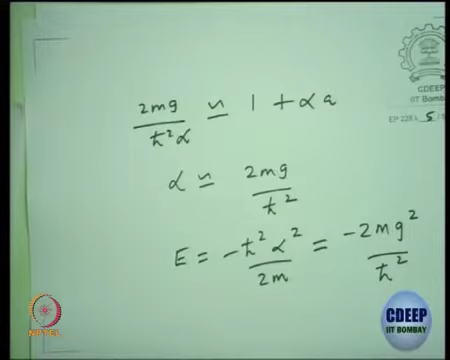 CDEEP
IIT Bombay
EP 225 L 5 / S
2mg / ħ²α ≃ 1 + αa
α ≃ 2mg / ħ²
E = -ħ²α² / 2m = -2mg² / ħ²
NPTEL
CDEEP
IIT BOMBAY